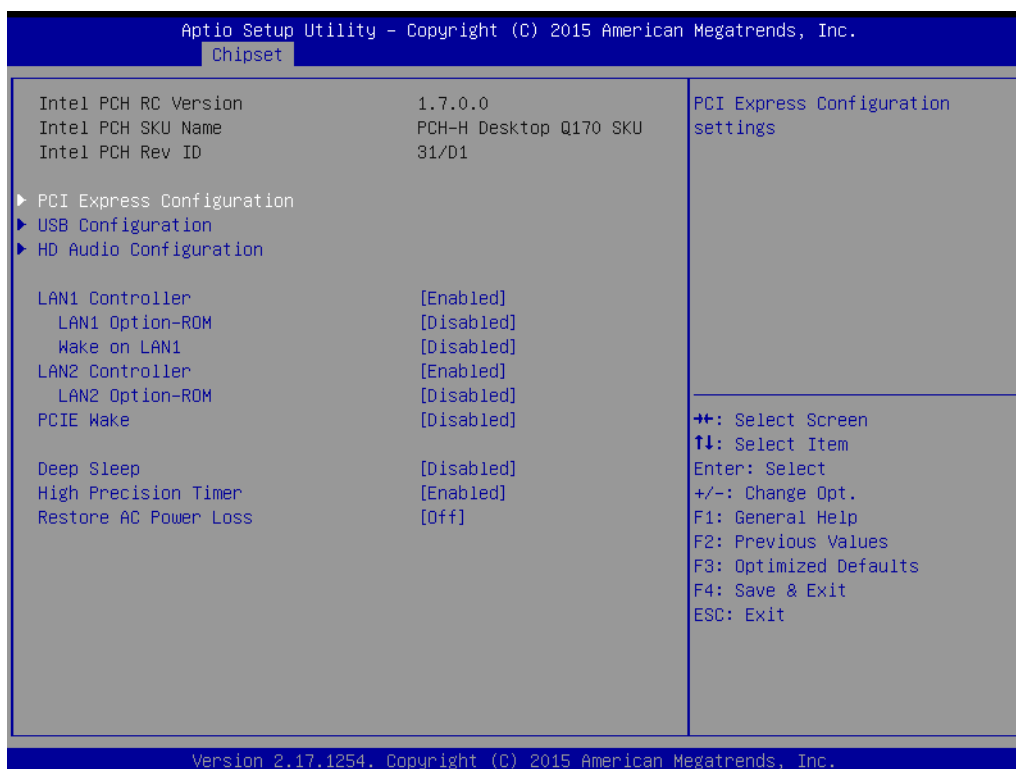 Aptio Setup Utility – Copyright (C) 2015 American Megatrends, Inc.
Chipset
Intel PCH RC Version 1.7.0.0
Intel PCH SKU Name PCH-H Desktop Q170 SKU
Intel PCH Rev ID 31/D1
PCI Express Configuration
USB Configuration
HD Audio Configuration
LAN1 Controller [Enabled]
LAN1 Option-ROM [Disabled]
Wake on LAN1 [Disabled]
LAN2 Controller [Enabled]
LAN2 Option-ROM [Disabled]
PCIE Wake [Disabled]
Deep Sleep [Disabled]
High Precision Timer [Enabled]
Restore AC Power Loss [Off]
PCI Express Configuration
settings
→←: Select Screen
↑↓: Select Item
Enter: Select
+/-: Change Opt.
F1: General Help
F2: Previous Values
F3: Optimized Defaults
F4: Save & Exit
ESC: Exit
Version 2.17.1254. Copyright (C) 2015 American Megatrends, Inc.